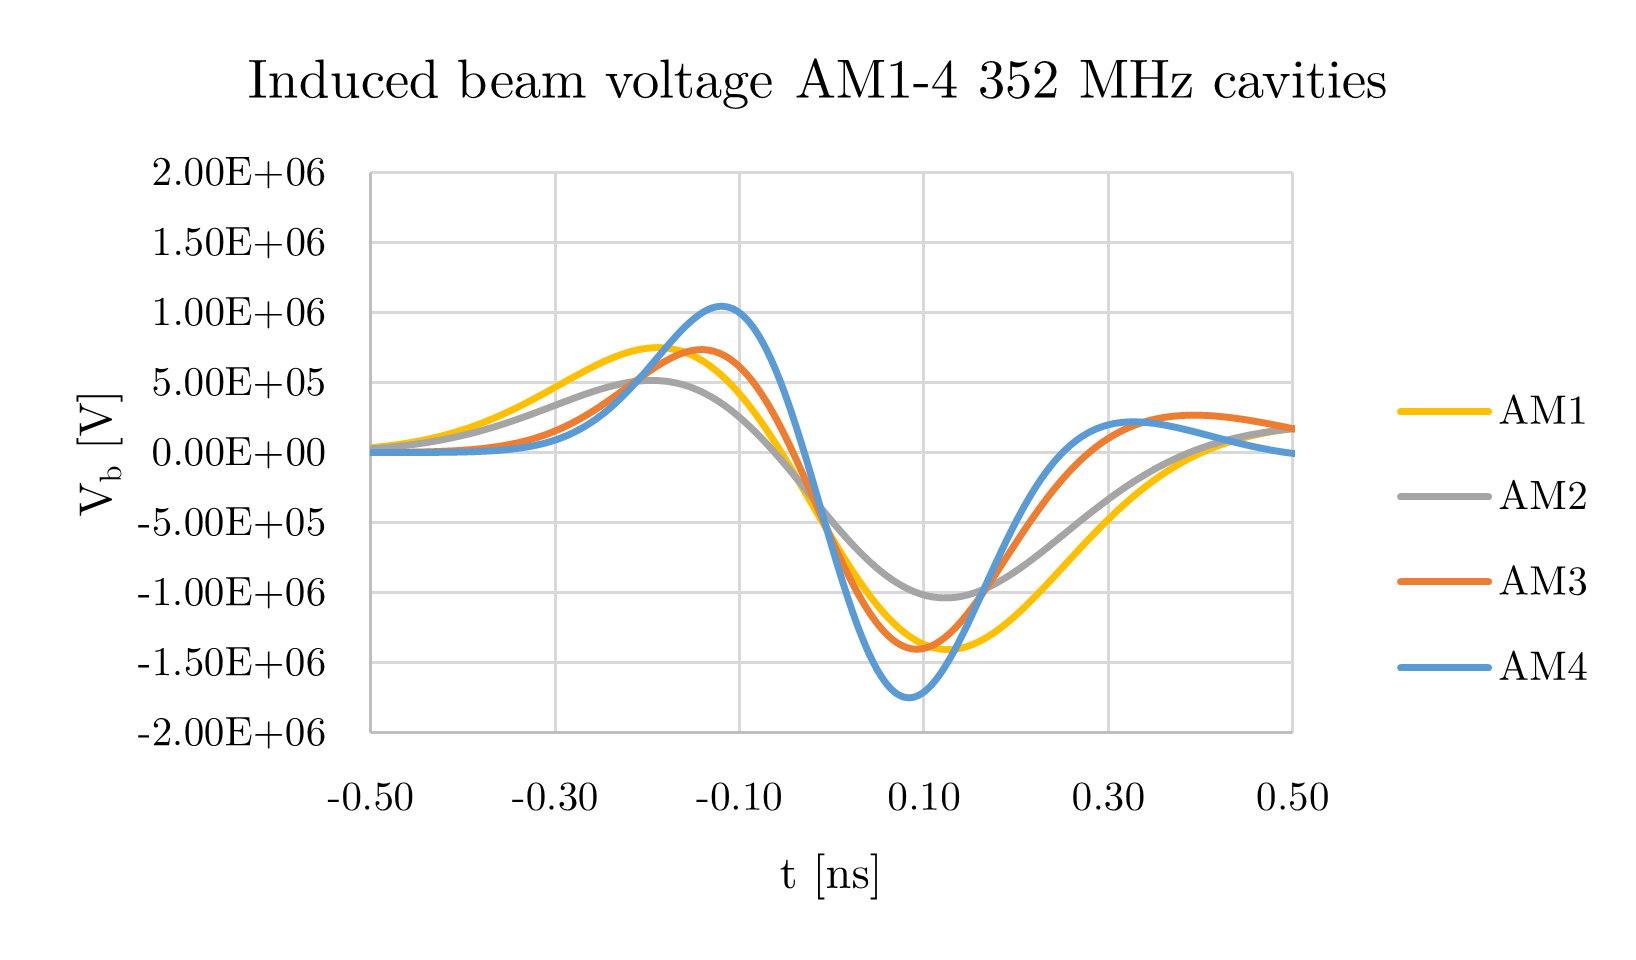 Induced beam voltage AM1-4 352 MHz cavities
2.00E+06
1.50E+06
1.00E+06
5.00E+05
0.00E+00
-5.00E+05
-1.00E+06
-1.50E+06
-2.00E+06
V_b [V]
-0.50 -0.30 -0.10 0.10 0.30 0.50
t [ns]
AM1
AM2
AM3
AM4